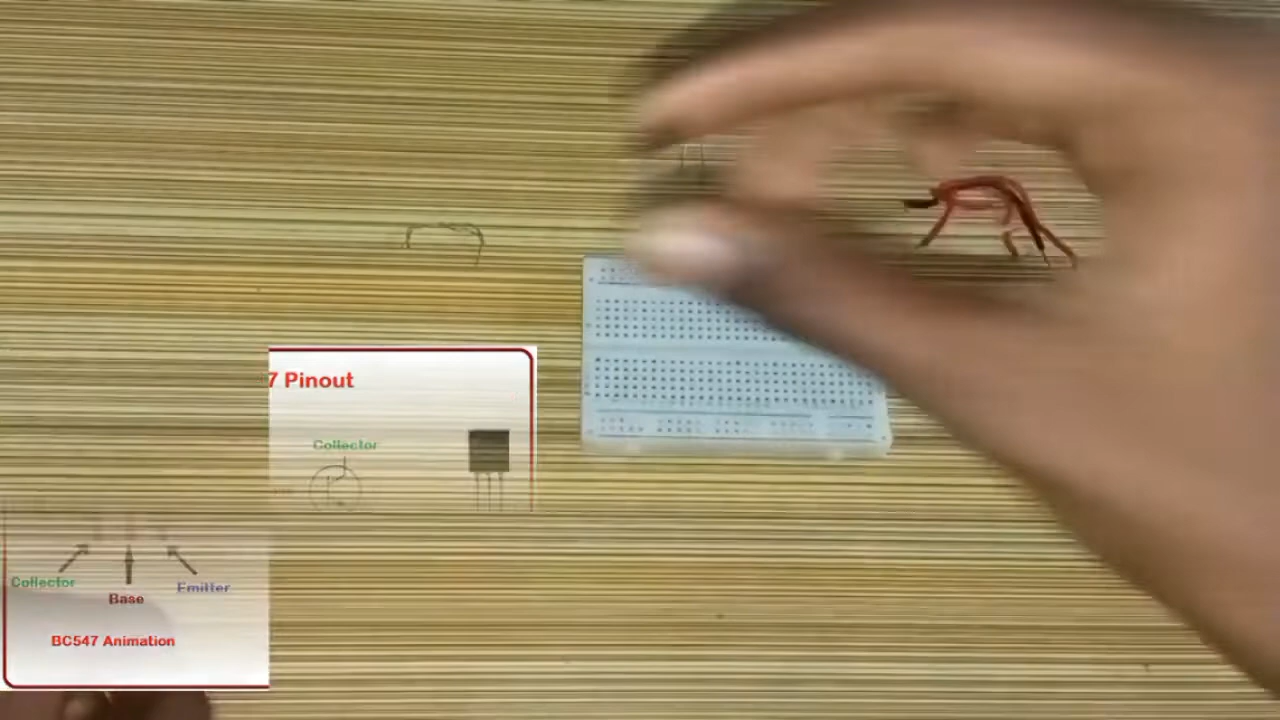 7 Pinout
Collector
Collector
Emitter
Base
BC547 Animation